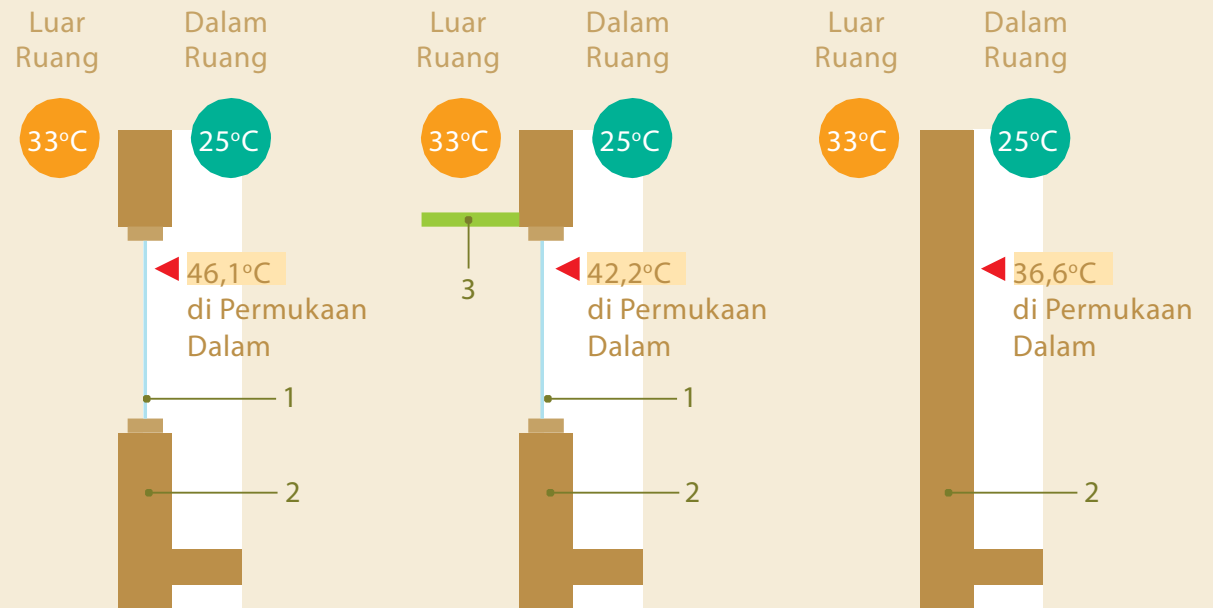 Luar
Ruang
Dalam
Ruang
33°C
25°C
46,1°C
di Permukaan
Dalam
1
2
Luar
Ruang
Dalam
Ruang
33°C
25°C
3
42,2°C
di Permukaan
Dalam
1
2
Luar
Ruang
Dalam
Ruang
33°C
25°C
36,6°C
di Permukaan
Dalam
2